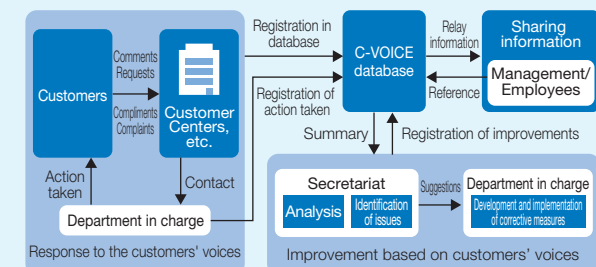 Customers
Comments
Requests
Compliments
Complaints
Customer
Centers,
etc.
Action
taken
Contact
Department in charge
Response to the customers' voices
Registration in
database
Registration of
action taken
C-VOICE
database
Relay
information
Reference
Sharing
information
Management/
Employees
Summary
Registration of improvements
Secretariat
Analysis
Identification
of issues
Suggestions
Department in charge
Development and implementation
of corrective measures
Improvement based on customers' voices